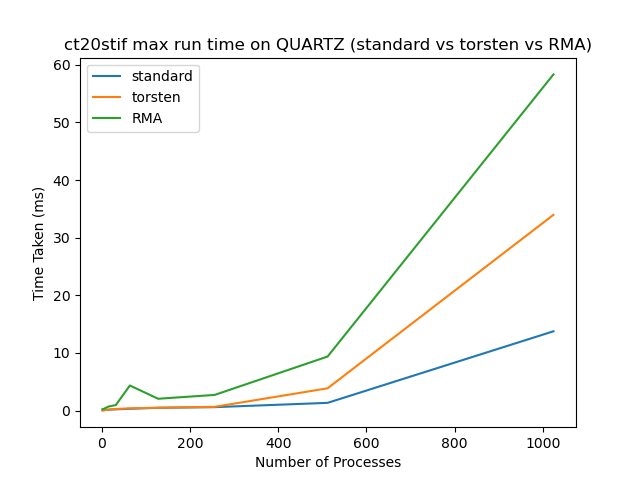 ct20stif max run time on QUARTZ (standard vs torsten vs RMA)
standard
torsten
RMA
60
50
40
30
20
10
0
Time Taken (ms)
0 200 400 600 800 1000
Number of Processes